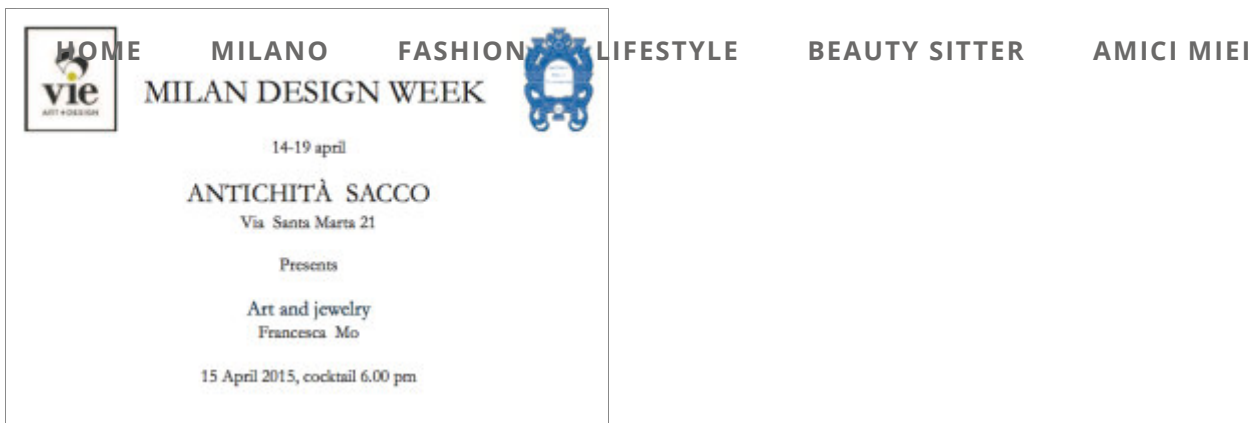 HOME MILANO FASHION LIFESTYLE BEAUTY SITTER AMICI MIEI
vie
ART+DESIGN
MILAN DESIGN WEEK
14-19 april
ANTICHITÀ SACCO
Via Santa Marta 21
Presents
Art and jewelry
Francesca Mo
15 April 2015, cocktail 6.00 pm